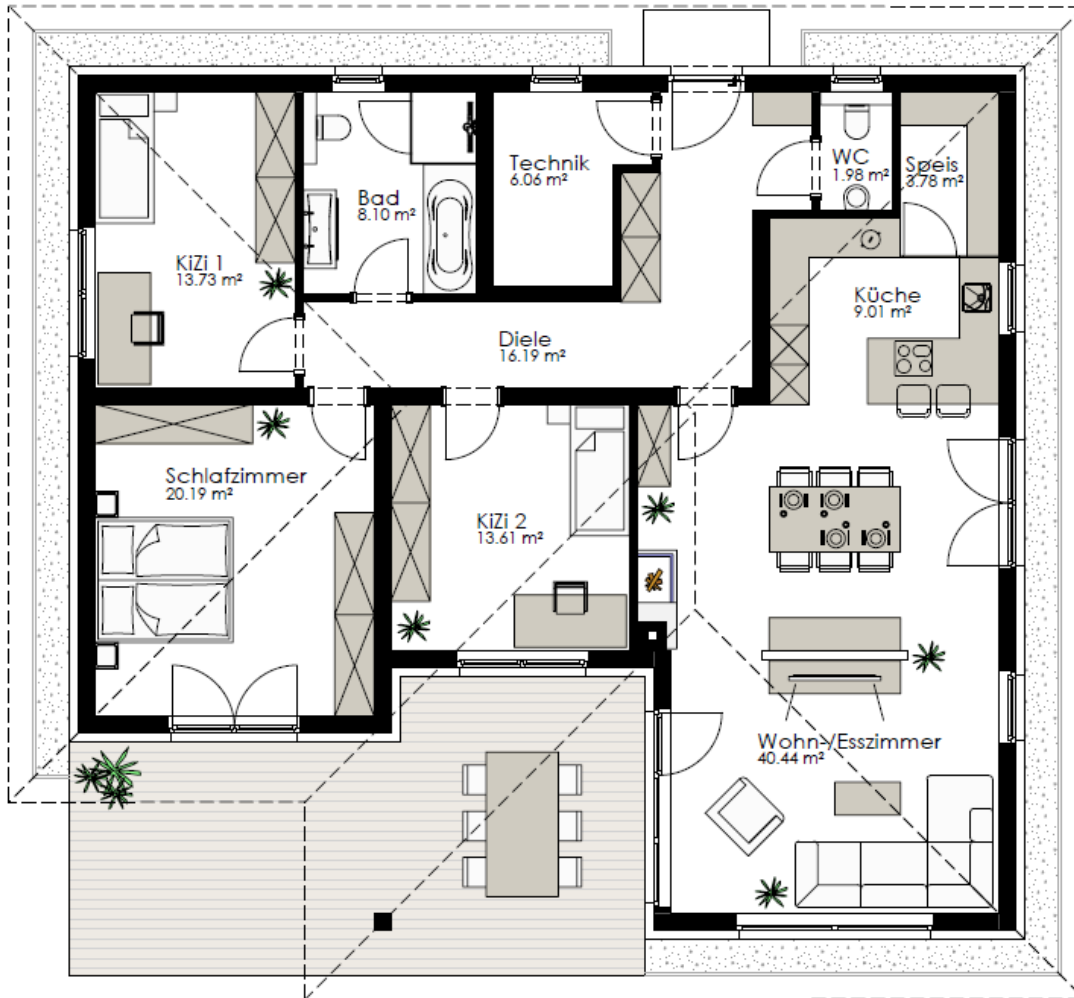 Technik
6.06 m²
WC
1.98 m²
Speis
3.78 m²
Bad
8.10 m²
KiZi 1
13.73 m²
Küche
9.01 m²
Diele
16.19 m²
Schlafzimmer
20.19 m²
KiZi 2
13.61 m²
Wohn-/Esszimmer
40.44 m²